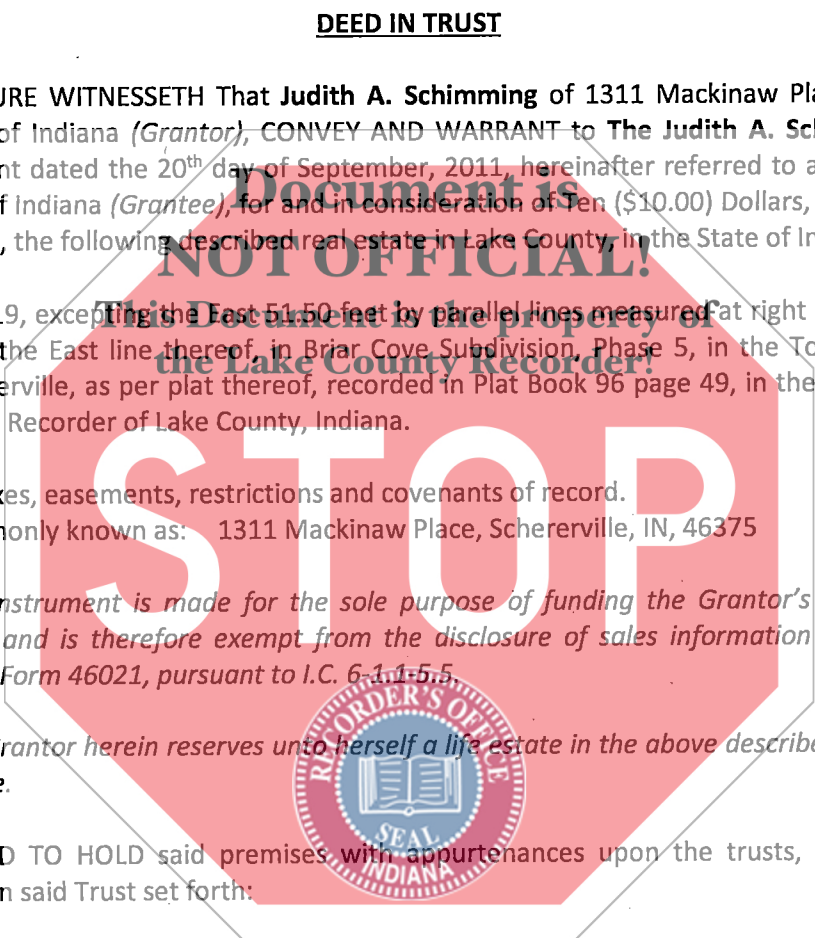 DEED IN TRUST
URE WITNESSETH That Judith A. Schimming of 1311 Mackinaw Pla
of Indiana (Grantor), CONVEY AND WARRANT to The Judith A. Sc
nt dated the 20th day of September, 2011, hereinafter referred to a
f Indiana (Grantee), for and in consideration of Ten ($10.00) Dollars,
, the following described real estate in Lake County, in the State of In
Document is
NOT OFFICIAL!
This Document is the property of
the Lake County Recorder!
9, excepting the East 51.50 feet by parallel lines measured at right
the East line thereof, in Briar Cove Subdivision, Phase 5, in the To
erville, as per plat thereof, recorded in Plat Book 96 page 49, in the
Recorder of Lake County, Indiana.
STOP
es, easements, restrictions and covenants of record.
only known as: 1311 Mackinaw Place, Schererville, IN, 46375
nstrument is made for the sole purpose of funding the Grantor's
and is therefore exempt from the disclosure of sales information
Form 46021, pursuant to I.C. 6-1.1-5.5.
rantor herein reserves unto herself a life estate in the above describe
e.
RECORDER'S OFFICE
SEAL
INDIANA
D TO HOLD said premises with appurtenances upon the trusts,
n said Trust set forth: